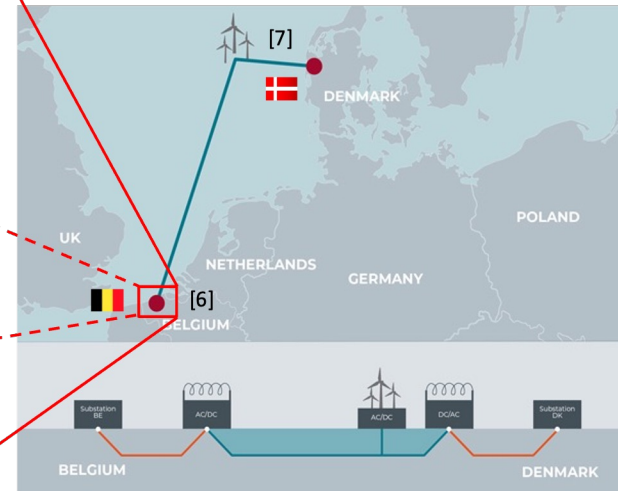 [7]
DENMARK
UK
POLAND
NETHERLANDS
GERMANY
[6]
BELGIUM
Substation
BE
AC/DC
AC/DC
DC/AC
Substation
DK
BELGIUM
DENMARK